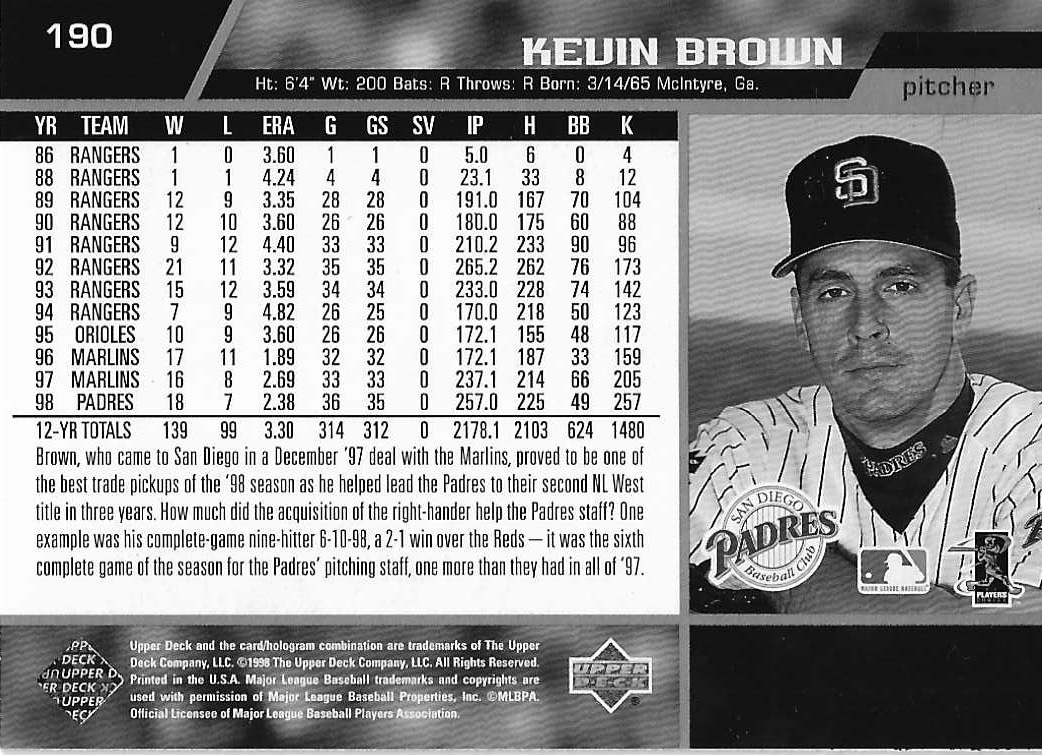 190
KEVIN BROWN
Ht: 6'4" Wt: 200 Bats: R Throws: R Born: 3/14/65 McIntyre, Ga.
pitcher
YR TEAM W L ERA G GS SV IP H BB K
86 RANGERS 1 0 3.60 1 1 0 5.0 6 0 4
88 RANGERS 1 1 4.24 4 4 0 23.1 33 8 12
89 RANGERS 12 9 3.35 28 28 0 191.0 167 70 104
90 RANGERS 12 10 3.60 26 26 0 180.0 175 60 88
91 RANGERS 9 12 4.40 33 33 0 210.2 233 90 96
92 RANGERS 21 11 3.32 35 35 0 265.2 262 76 173
93 RANGERS 15 12 3.59 34 34 0 233.0 228 74 142
94 RANGERS 7 9 4.82 26 25 0 170.0 218 50 123
95 ORIOLES 10 9 3.60 26 26 0 172.1 155 48 117
96 MARLINS 17 11 1.89 32 32 0 172.1 187 33 159
97 MARLINS 16 8 2.69 33 33 0 237.1 214 66 205
98 PADRES 18 7 2.38 36 35 0 257.0 225 49 257
12-YR TOTALS 139 99 3.30 314 312 0 2178.1 2103 624 1480
Brown, who came to San Diego in a December '97 deal with the Marlins, proved to be one of
the best trade pickups of the '98 season as he helped lead the Padres to their second NL West
title in three years. How much did the acquisition of the right-hander help the Padres staff? One
example was his complete-game nine-hitter 6-10-98, a 2-1 win over the Reds — it was the sixth
complete game of the season for the Padres' pitching staff, one more than they had in all of '97.
SD
PADRES
SAN DIEGO
PADRES
Baseball Club
MAJOR LEAGUE BASEBALL
PLAYERS
CHOICE
Upper Deck and the card/hologram combination are trademarks of The Upper
Deck Company, LLC. ©1998 The Upper Deck Company, LLC. All Rights Reserved.
Printed in the U.S.A. Major League Baseball trademarks and copyrights are
used with permission of Major League Baseball Properties, Inc. ©MLBPA.
Official Licensee of Major League Baseball Players Association.
DECK
UPPER D
ER DECK
UPPER
UPPER
DECK